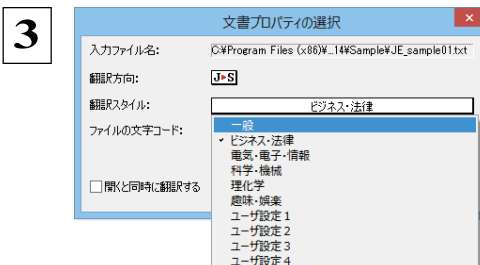 3
文書プロパティの選択
×
入力ファイル名: C:¥Program Files (x86)¥...14¥Sample¥JE_sample01.txt
翻訳方向: J▶S
翻訳スタイル: ビジネス・法律
ファイルの文字コード:
一般
✓ ビジネス・法律
電気・電子・情報
科学・機械
理化学
趣味・娯楽
ユーザ設定1
ユーザ設定2
ユーザ設定3
ユーザ設定4
開くと同時に翻訳する